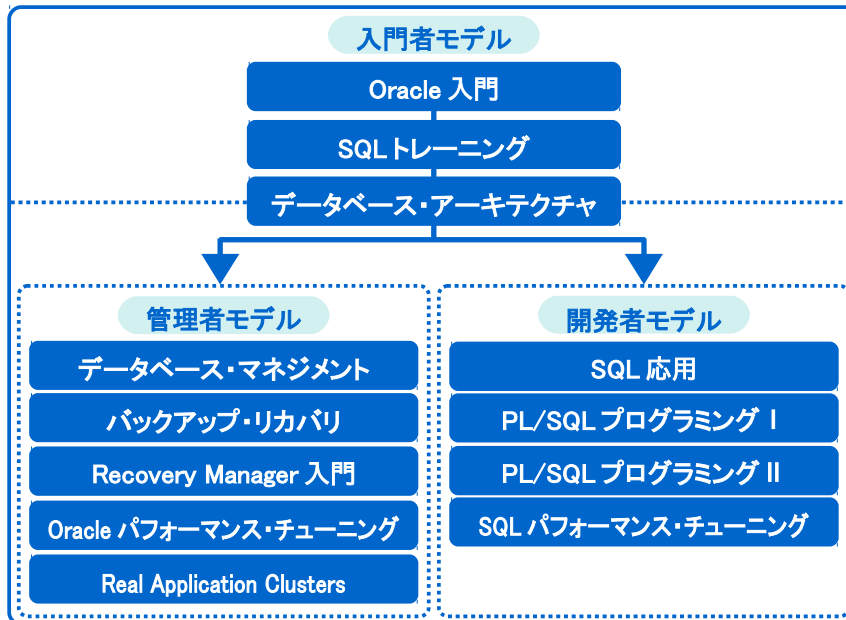 入門者モデル
Oracle 入門
SQLトレーニング
データベース・アーキテクチャ
管理者モデル
データベース・マネジメント
バックアップ・リカバリ
Recovery Manager 入門
Oracle パフォーマンス・チューニング
Real Application Clusters
開発者モデル
SQL 応用
PL/SQL プログラミング I
PL/SQL プログラミング II
SQL パフォーマンス・チューニング